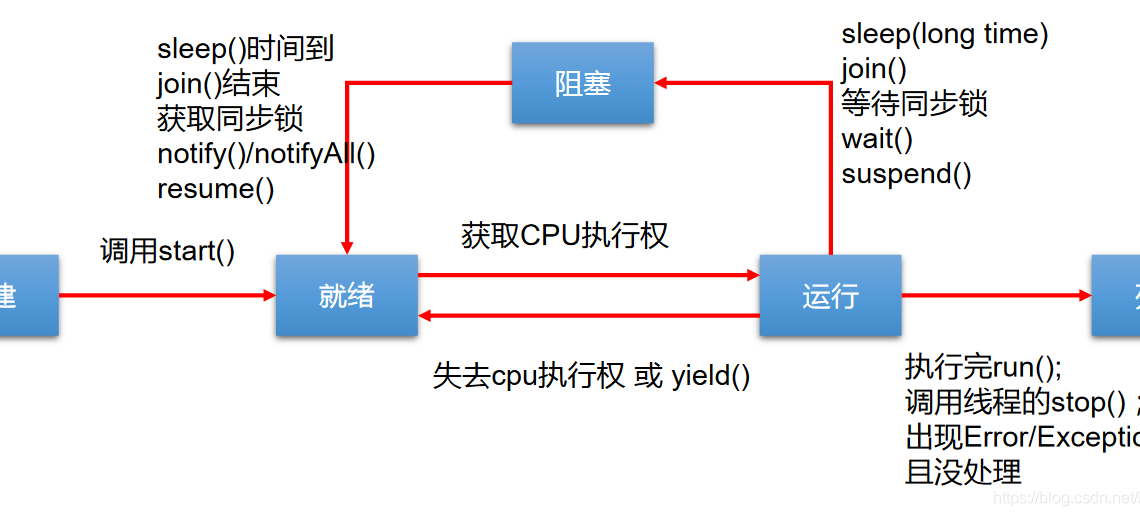 sleep()时间到
join()结束
获取同步锁
notify()/notifyAll()
resume()
阻塞
sleep(long time)
join()
等待同步锁
wait()
suspend()
调用start()
获取CPU执行权
建
就绪
运行
失去cpu执行权 或 yield()
执行完run();
调用线程的stop() ;
出现Error/Exceptio
且没处理
https://blog.csdn.net/